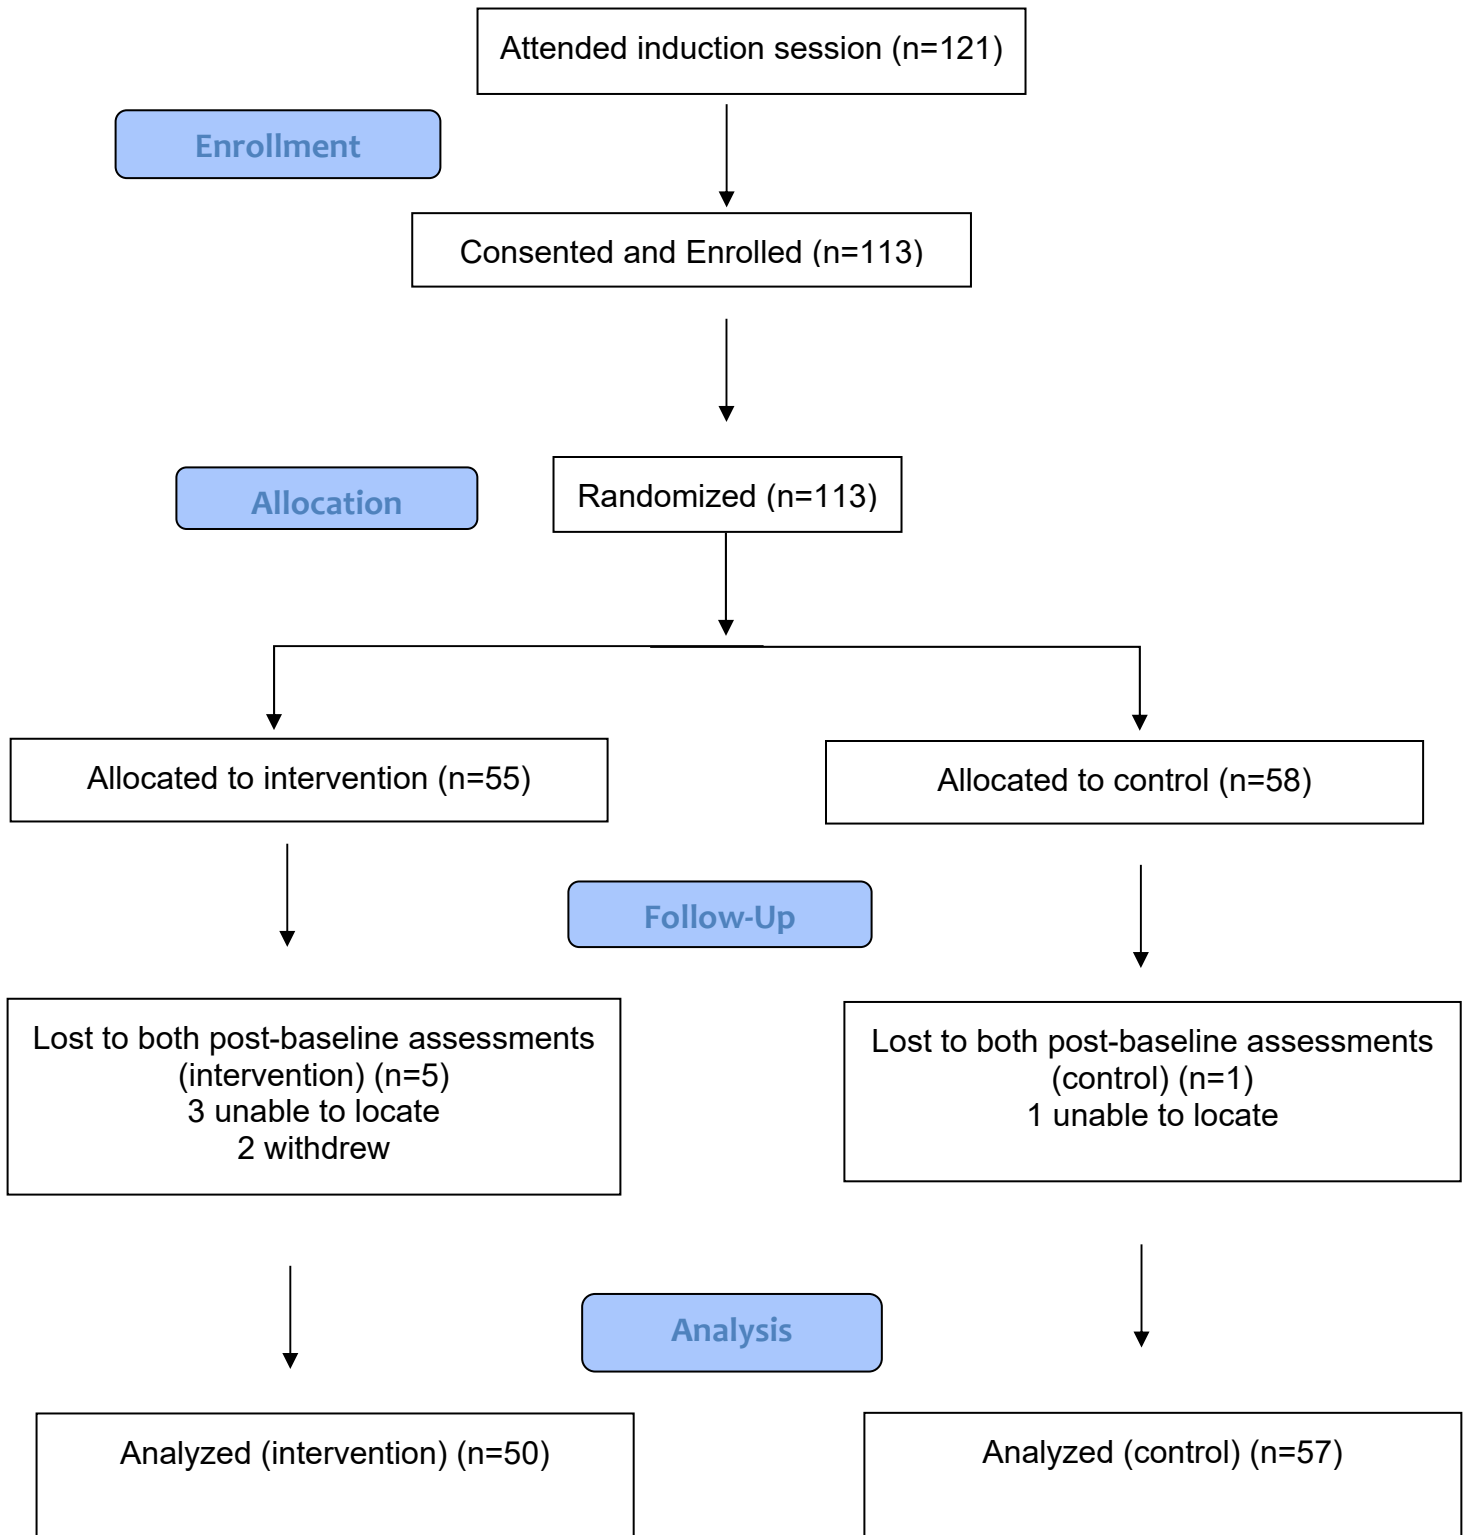 Attended induction session (n=121)
Enrollment
Consented and Enrolled (n=113)
Allocation
Randomized (n=113)
Allocated to intervention (n=55)
Allocated to control (n=58)
Follow-Up
Lost to both post-baseline assessments
(intervention) (n=5)
3 unable to locate
2 withdrew
Lost to both post-baseline assessments
(control) (n=1)
1 unable to locate
Analysis
Analyzed (intervention) (n=50)
Analyzed (control) (n=57)